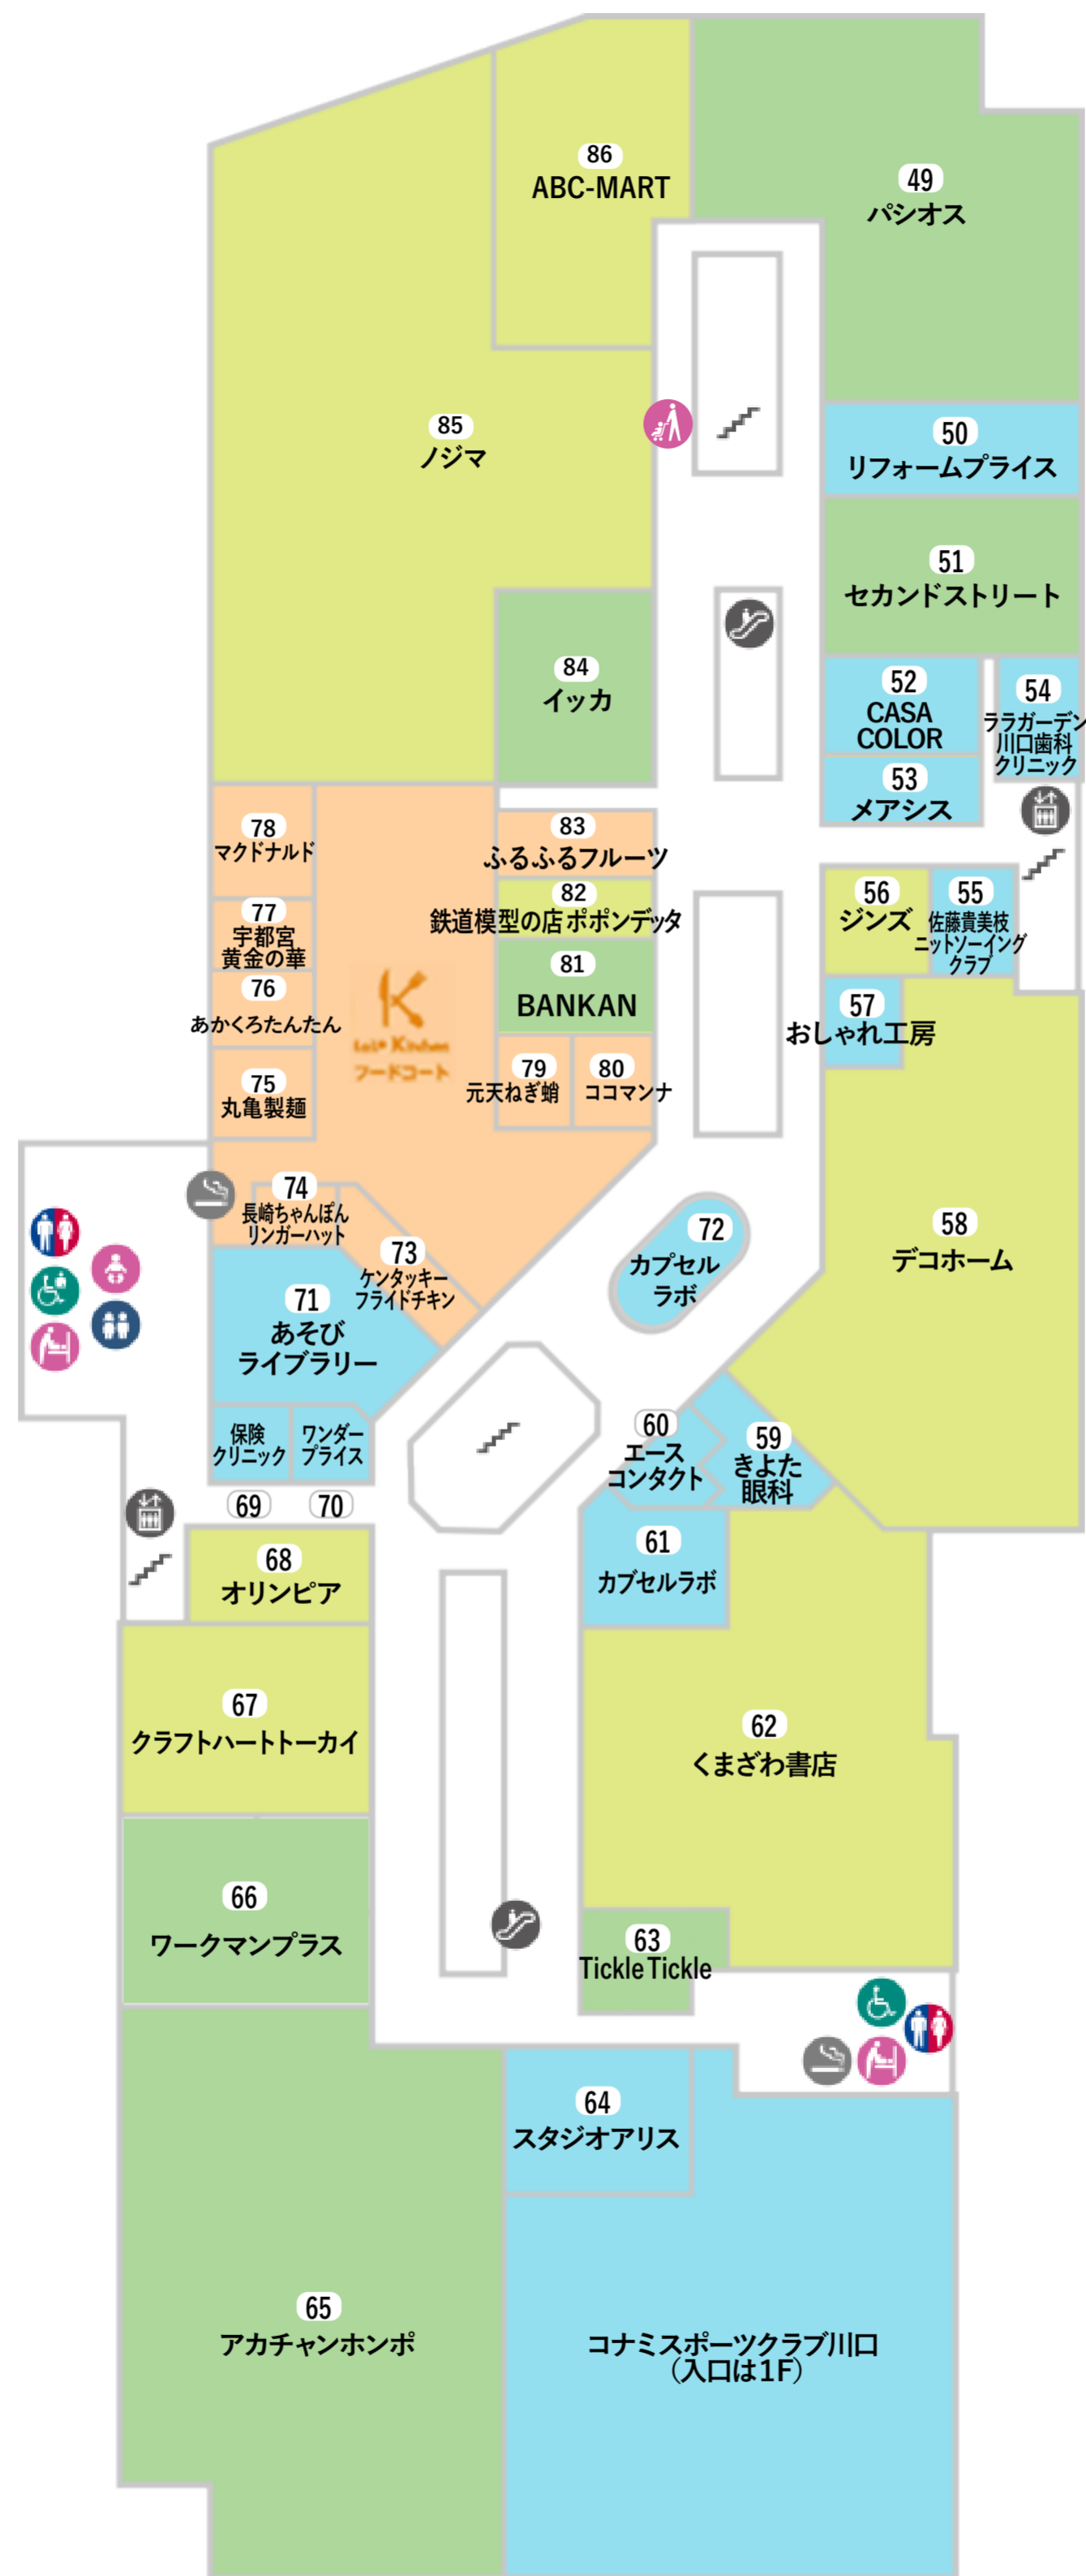 86
ABC-MART
49
パシオス
85
ノジマ
50
リフォームプライス
51
セカンドストリート
84
イッカ
52
CASA
COLOR
54
ララガーデン
川口歯科
クリニック
53
メアシス
78
マクドナルド
83
ふるふるフルーツ
77
宇都宮
黄金の華
82
鉄道模型の店ポポンデッタ
56
ジンズ
55
佐藤貴美枝
ニットソーイング
クラブ
76
あかくろたんたん
81
BANKAN
57
おしゃれ工房
フードコート
75
丸亀製麺
79
元天ねぎ蛸
80
ココマンナ
74
長崎ちゃんぽん
リンガーハット
73
ケンタッキー
フライドチキン
72
カプセル
ラボ
58
デコホーム
71
あそび
ライブラリー
保険
クリニック
69
ワンダー
プライス
70
60
エース
コンタクト
59
きよた
眼科
61
カプセルラボ
68
オリンピア
67
クラフトハートトーカイ
62
くまざわ書店
66
ワークマンプラス
63
Tickle Tickle
64
スタジオアリス
65
アカチャンホンポ
コナミスポーツクラブ川口
(入口は1F)